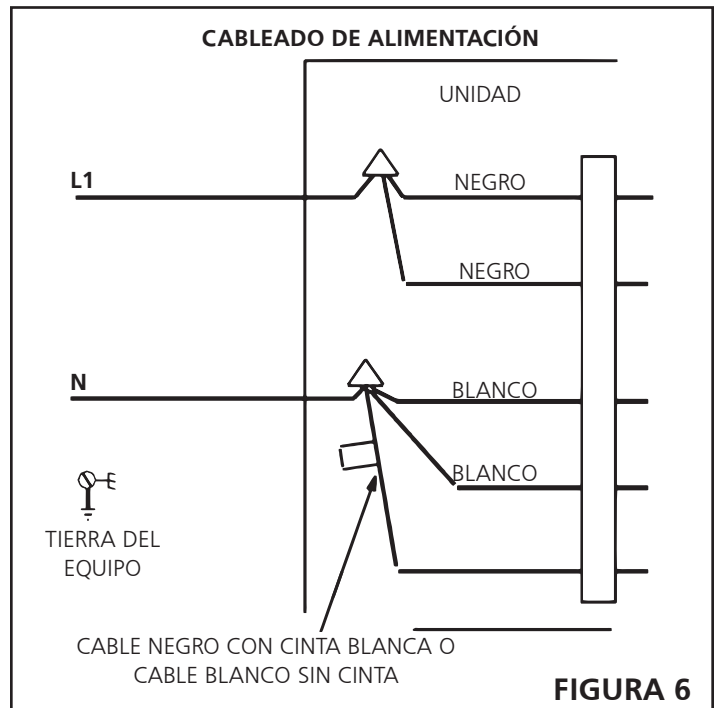 CABLEADO DE ALIMENTACIÓN
UNIDAD
L1
NEGRO
NEGRO
N
BLANCO
BLANCO
TIERRA DEL
EQUIPO
CABLE NEGRO CON CINTA BLANCA O
CABLE BLANCO SIN CINTA
FIGURA 6